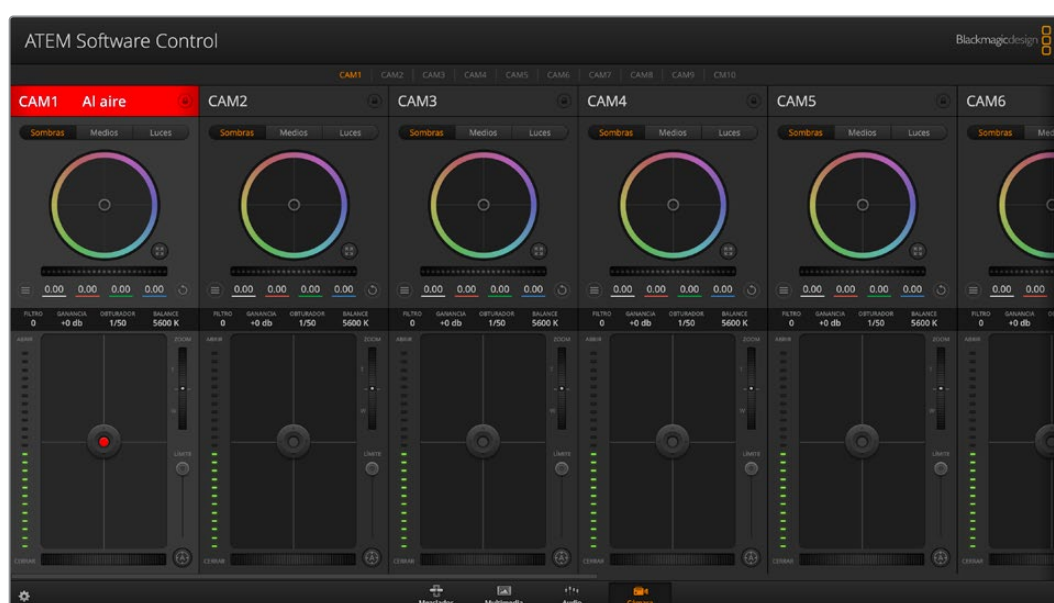 ATEM Software Control
Blackmagicdesign
CAM1 CAM2 CAM3 CAM4 CAM5 CAM6 CAM7 CAM8 CAM9 CM10
CAM1 Al aire CAM2 CAM3 CAM4 CAM5 CAM6
Sombras Medios Luces Sombras Medios Luces Sombras Medios Luces Sombras Medios Luces Sombras Medios Luces Sombras
0.00 0.00 0.00 0.00 0.00 0.00 0.00 0.00 0.00 0.00 0.00 0.00 0.00 0.00 0.00 0.00 0.00 0.00 0.00 0.00 0.00 0.00
FILTRO GANANCIA OBTURADOR BALANCE FILTRO GANANCIA OBTURADOR BALANCE FILTRO GANANCIA OBTURADOR BALANCE FILTRO GANANCIA OBTURADOR BALANCE FILTRO GANANCIA OBTURADOR BALANCE FILTRO GANANCIA
0 +0 db 1/50 5600 K 0 +0 db 1/50 5600 K 0 +0 db 1/50 5600 K 0 +0 db 1/50 5600 K 0 +0 db 1/50 5600 K 0 +0 db
ABRIR ZOOM ABRIR ZOOM ABRIR ZOOM ABRIR ZOOM ABRIR ZOOM ABRIR
T T T T T
W W W W W
LÍMITE LÍMITE LÍMITE LÍMITE LÍMITE
CERRAR CERRAR CERRAR CERRAR CERRAR CERRAR
Mezclador Multimedia Audio Cámara